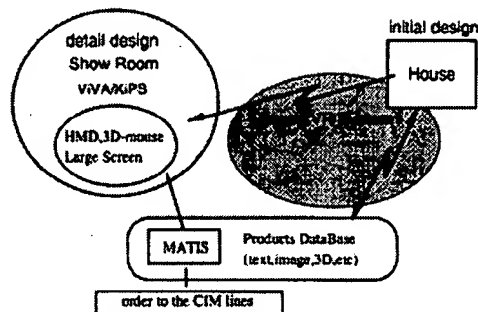 detail design
Show Room
ViVA/KiPS
HMD,3D-mouse
Large Screen
initial design
House
MATIS
Products DataBase
(text,image,3D,etc)
order to the CIM lines